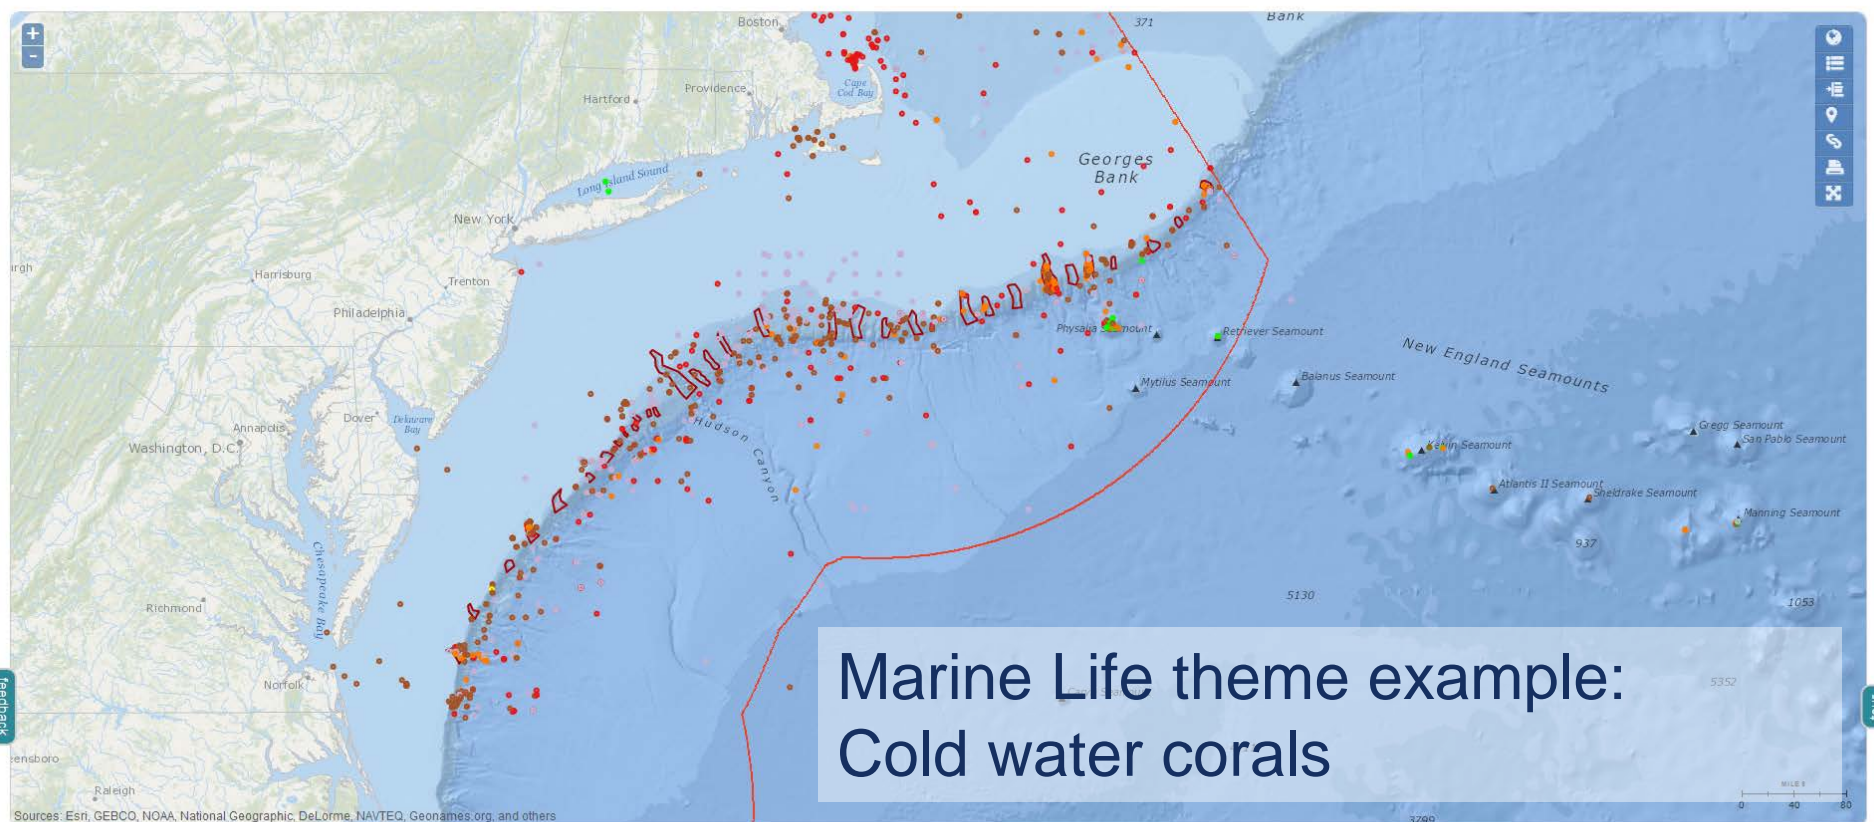 +
-
Boston
371
Bank
Cape
Cod Bay
Providence
Hartford
Georges
Bank
Long Island Sound
New York
Harrisburg
Trenton
Philadelphia
Physalia Seamount
Retriever Seamount
New England Seamounts
Mytilus Seamount
Balanus Seamount
Dover
Delaware
Bay
Annapolis
Hudson Canyon
Washington, D.C.
Gregg Seamount
San Pablo Seamount
Kelvin Seamount
Atlantis II Seamount
Sheldrake Seamount
Manning Seamount
937
Chesapeake Bay
5130
1053
Richmond
Norfolk
feedback
Marine Life theme example:
Cold water corals
5352
ensboro
Raleigh
MILES
0 40 80
Sources: Esri, GEBCO, NOAA, National Geographic, DeLorme, NAVTEQ, Geonames.org, and others
3799